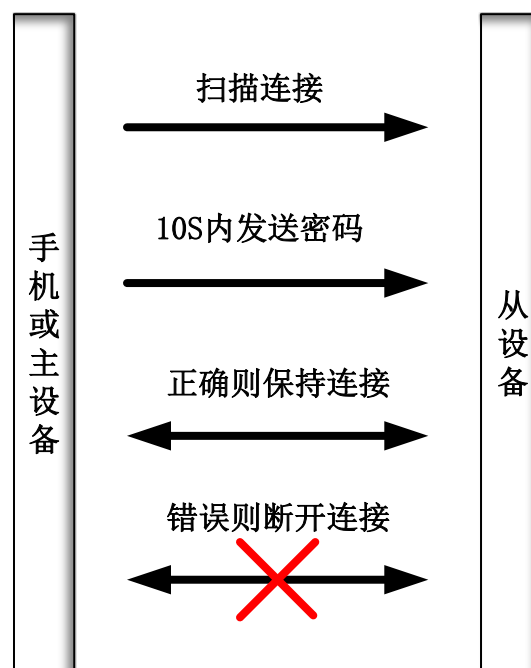 扫描连接
10S内发送密码
手机或主设备
从设备
正确则保持连接
错误则断开连接